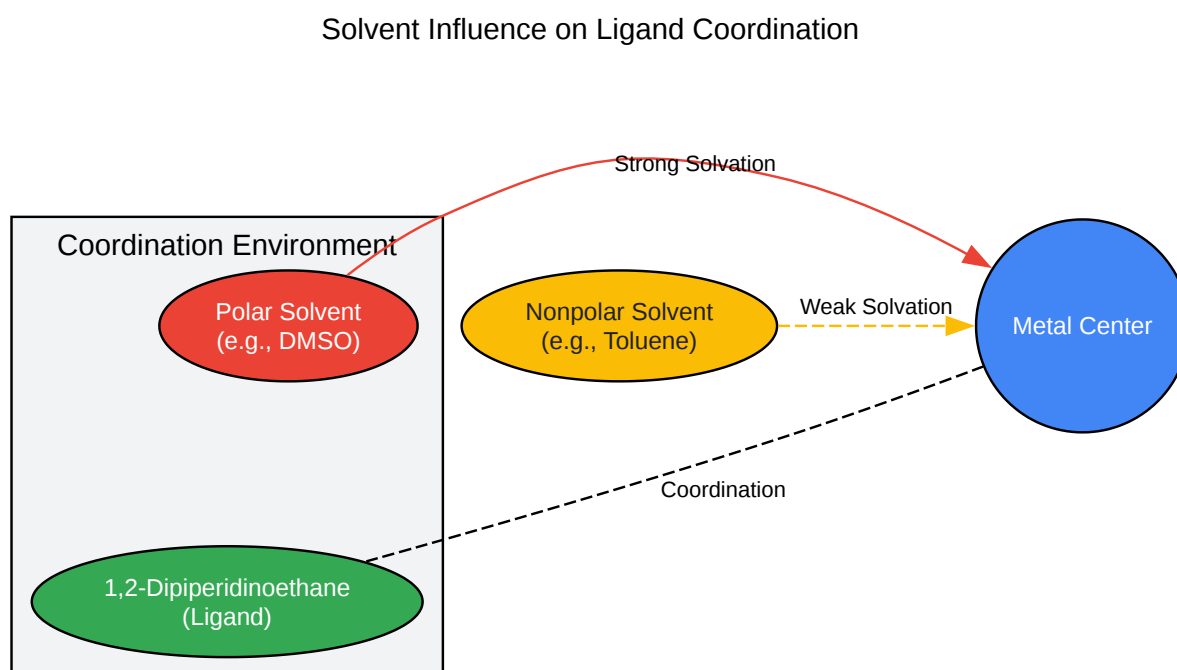 Solvent Influence on Ligand Coordination
Strong Solvation
Coordination Environment
Polar Solvent
(e.g., DMSO)
Nonpolar Solvent
(e.g., Toluene)
Weak Solvation
Metal Center
Coordination
1,2-Dipiperidinoethane
(Ligand)